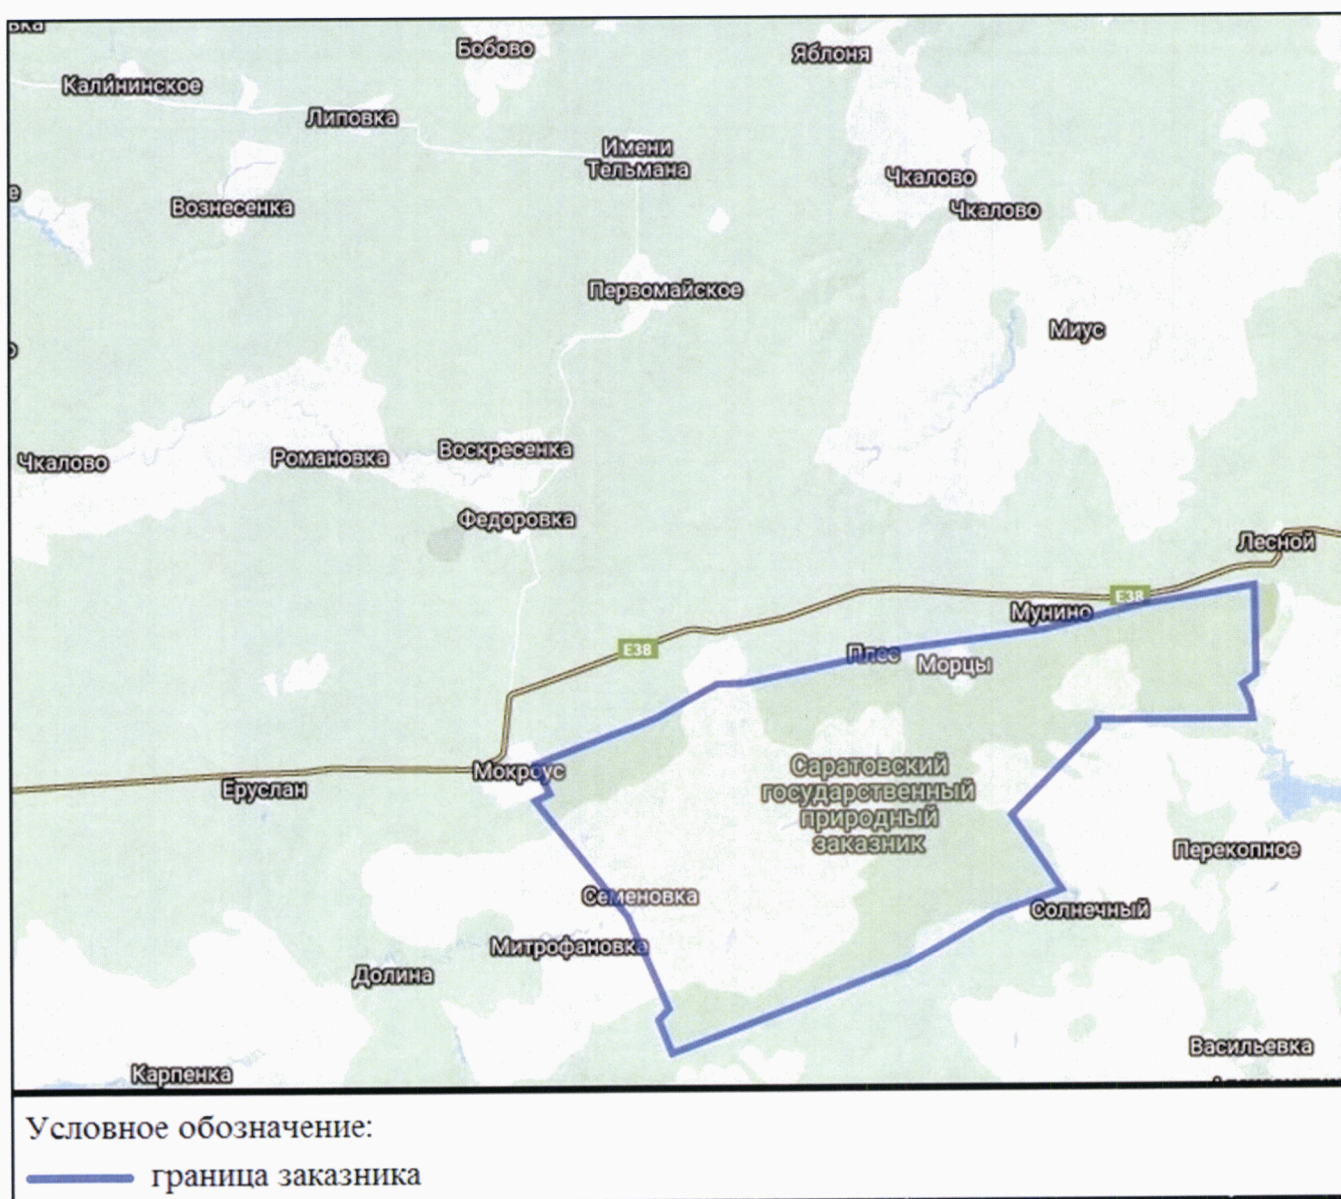 Бобово
Яблоня
Калининское
Липовка
Имени
Тельмана
Чкалово
Вознесенка
Чкалово
Первомайское
Миус
Воскресенка
Чкалово
Романовка
Федоровка
Лесной
E38
Мунино
E38
Плес
Морцы
Мокроус
Саратовский
государственный
природный
заказник
Еруслан
Перекопное
Семеновка
Солнечный
Митрофановка
Долина
Васильевка
Карпенка
Условное обозначение:
граница заказника